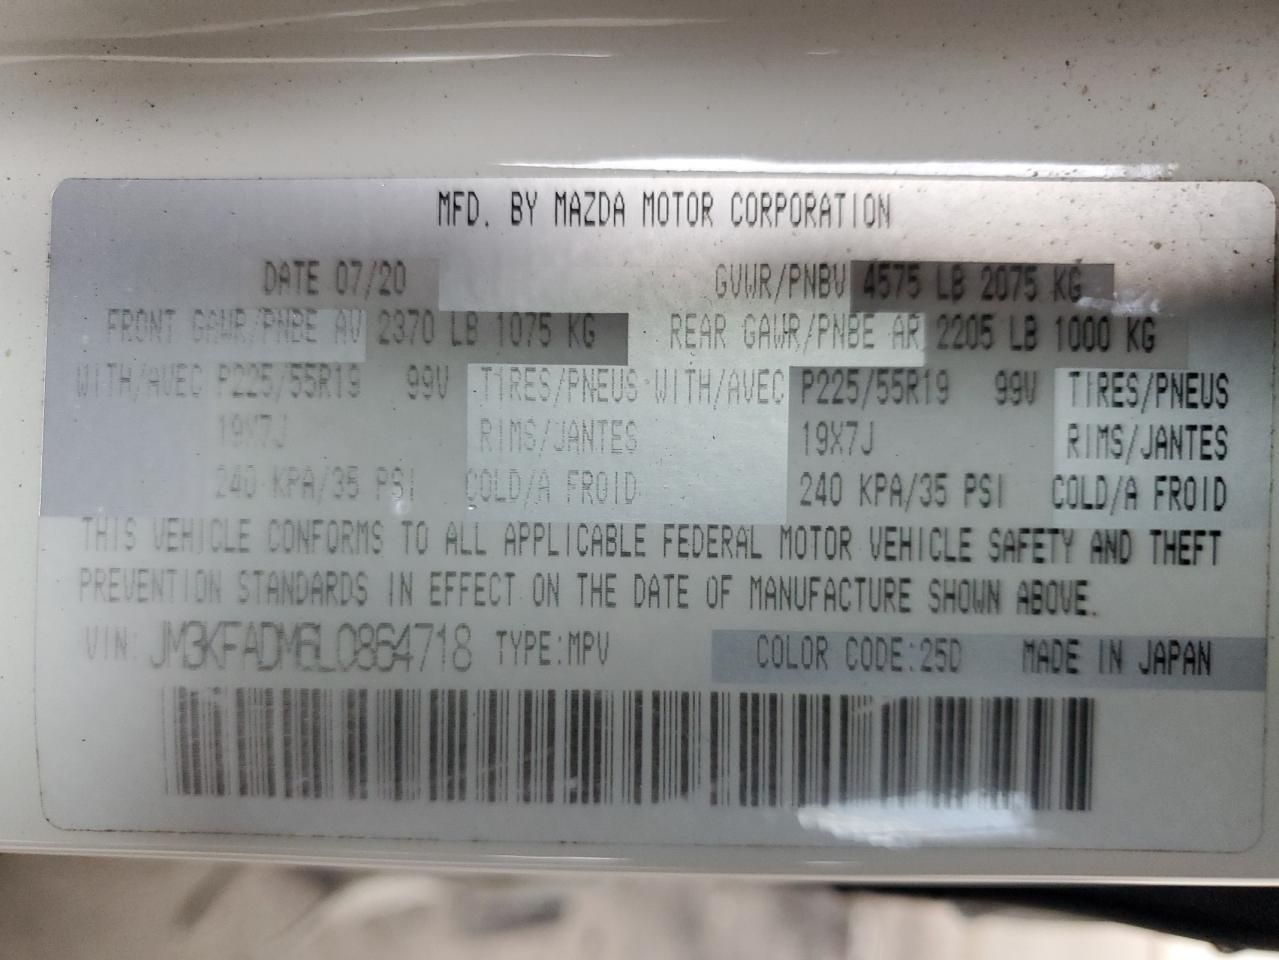 MFD. BY MAZDA MOTOR CORPORATION
DATE 07/20 GVWR/PNBV 4575 LB 2075 KG
FRONT GAWR/PNBE AV 2370 LB 1075 KG REAR GAWR/PNBE AR 2205 LB 1000 KG
WITH/AVEC P225/55R19 99V TIRES/PNEUS WITH/AVEC P225/55R19 99V TIRES/PNEUS
19X7J RIMS/JANTES 19X7J RIMS/JANTES
240 KPA/35 PSI COLD/A FROID 240 KPA/35 PSI COLD/A FROID
THIS VEHICLE CONFORMS TO ALL APPLICABLE FEDERAL MOTOR VEHICLE SAFETY AND THEFT
PREVENTION STANDARDS IN EFFECT ON THE DATE OF MANUFACTURE SHOWN ABOVE.
VIN: JM3KFADM6L0864718 TYPE:MPV COLOR CODE:25D MADE IN JAPAN